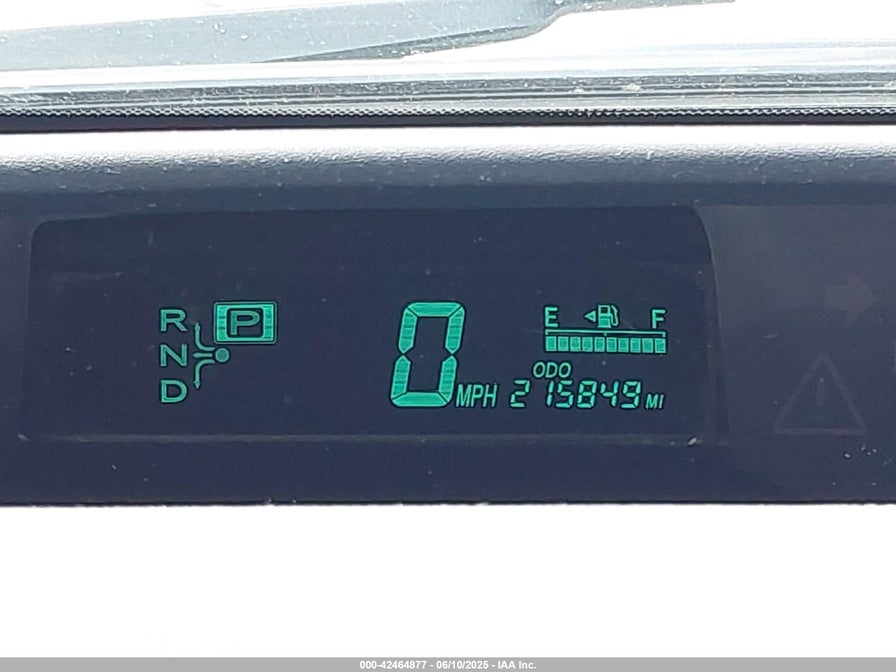 R P
N
D
0 MPH
E F
ODO
215849 MI
000-42464877 - 06/10/2025 - IAA Inc.